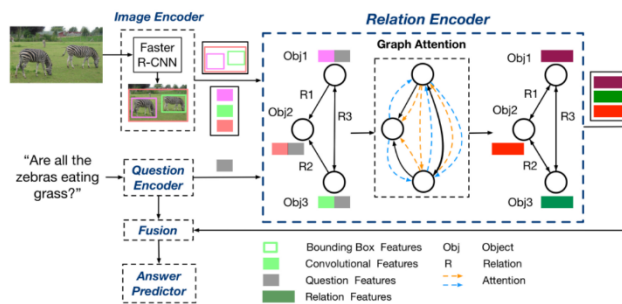 Image Encoder
Faster
R-CNN
Relation Encoder
Graph Attention
Obj1
R1
Obj2
R3
R2
Obj3
Obj1
R1
Obj2
R3
R2
Obj3
"Are all the
zebras eating
grass?"
Question
Encoder
Fusion
Answer
Predictor
Bounding Box Features
Convolutional Features
Question Features
Relation Features
Obj Object
R Relation
Attention